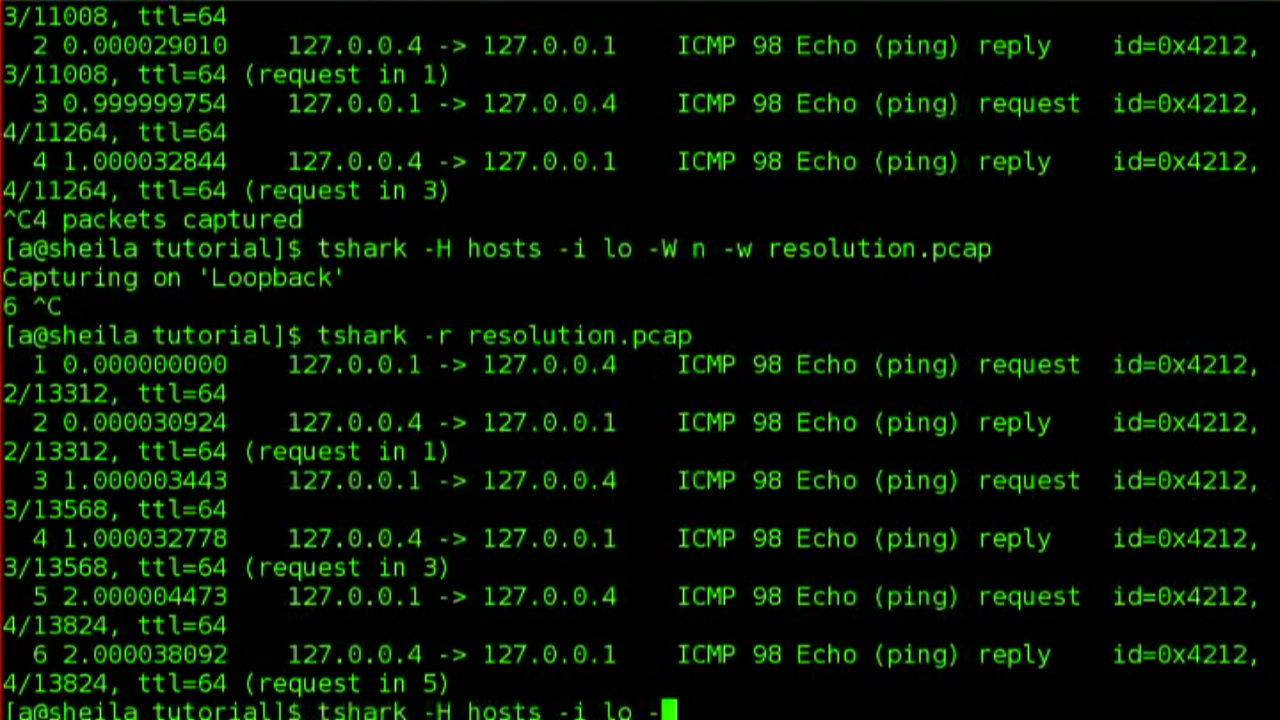 3/11008, ttl=64
2 0.000029010 127.0.0.4 -> 127.0.0.1 ICMP 98 Echo (ping) reply id=0x4212,
3/11008, ttl=64 (request in 1)
3 0.999999754 127.0.0.1 -> 127.0.0.4 ICMP 98 Echo (ping) request id=0x4212,
4/11264, ttl=64
4 1.000032844 127.0.0.4 -> 127.0.0.1 ICMP 98 Echo (ping) reply id=0x4212,
4/11264, ttl=64 (request in 3)
^C4 packets captured
[a@sheila tutorial]$ tshark -H hosts -i lo -W n -w resolution.pcap
Capturing on 'Loopback'
6 ^C
[a@sheila tutorial]$ tshark -r resolution.pcap
1 0.000000000 127.0.0.1 -> 127.0.0.4 ICMP 98 Echo (ping) request id=0x4212,
2/13312, ttl=64
2 0.000030924 127.0.0.4 -> 127.0.0.1 ICMP 98 Echo (ping) reply id=0x4212,
2/13312, ttl=64 (request in 1)
3 1.000003443 127.0.0.1 -> 127.0.0.4 ICMP 98 Echo (ping) request id=0x4212,
3/13568, ttl=64
4 1.000032778 127.0.0.4 -> 127.0.0.1 ICMP 98 Echo (ping) reply id=0x4212,
3/13568, ttl=64 (request in 3)
5 2.000004473 127.0.0.1 -> 127.0.0.4 ICMP 98 Echo (ping) request id=0x4212,
4/13824, ttl=64
6 2.000038092 127.0.0.4 -> 127.0.0.1 ICMP 98 Echo (ping) reply id=0x4212,
4/13824, ttl=64 (request in 5)
[a@sheila tutorial]$ tshark -H hosts -i lo -